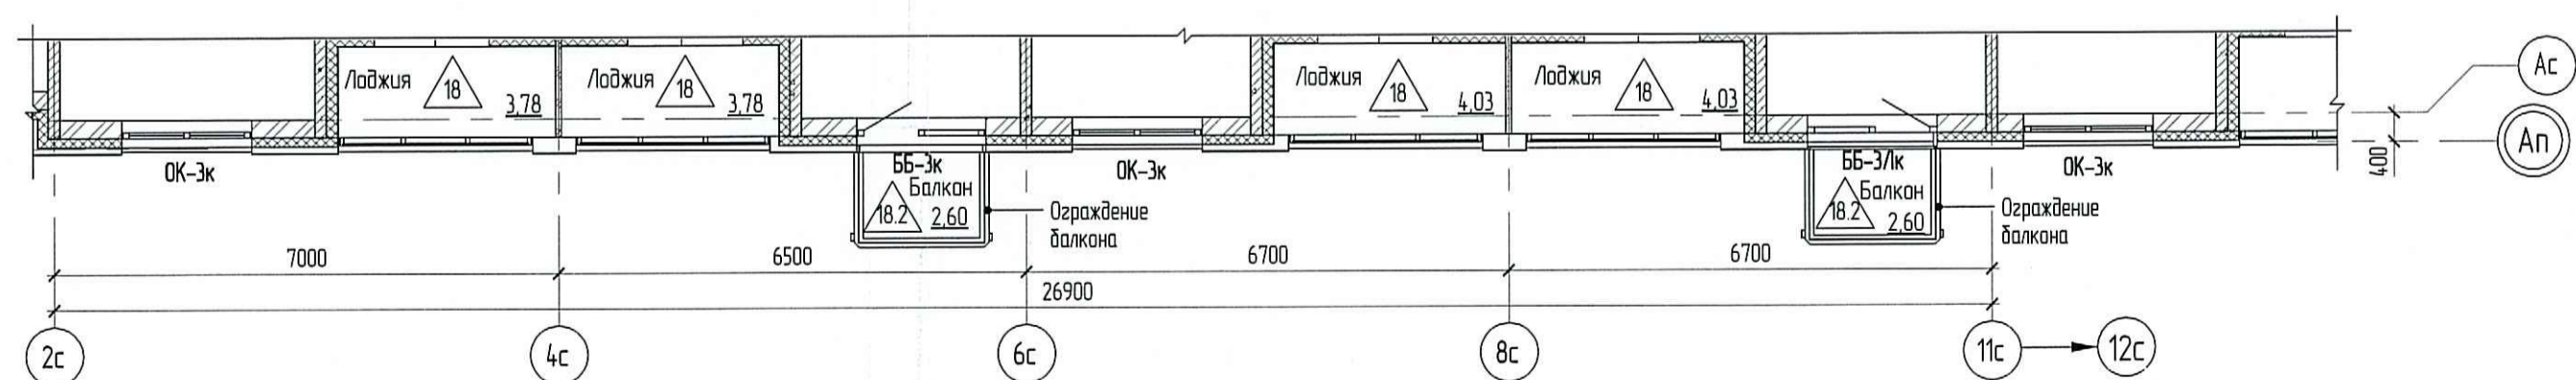 Лоджия
18
3,78
Лоджия
18
3,78
Лоджия
18
4,03
Лоджия
18
4,03
Ас
Ап
400
ОК-3к
ББ-3к
Балкон
18.2
2,60
Ограждение
балкона
ОК-3к
ББ-3/1к
Балкон
18.2
2,60
Ограждение
балкона
ОК-3к
7000
6500
6700
6700
26900
2с
4с
6с
8с
11с
12с